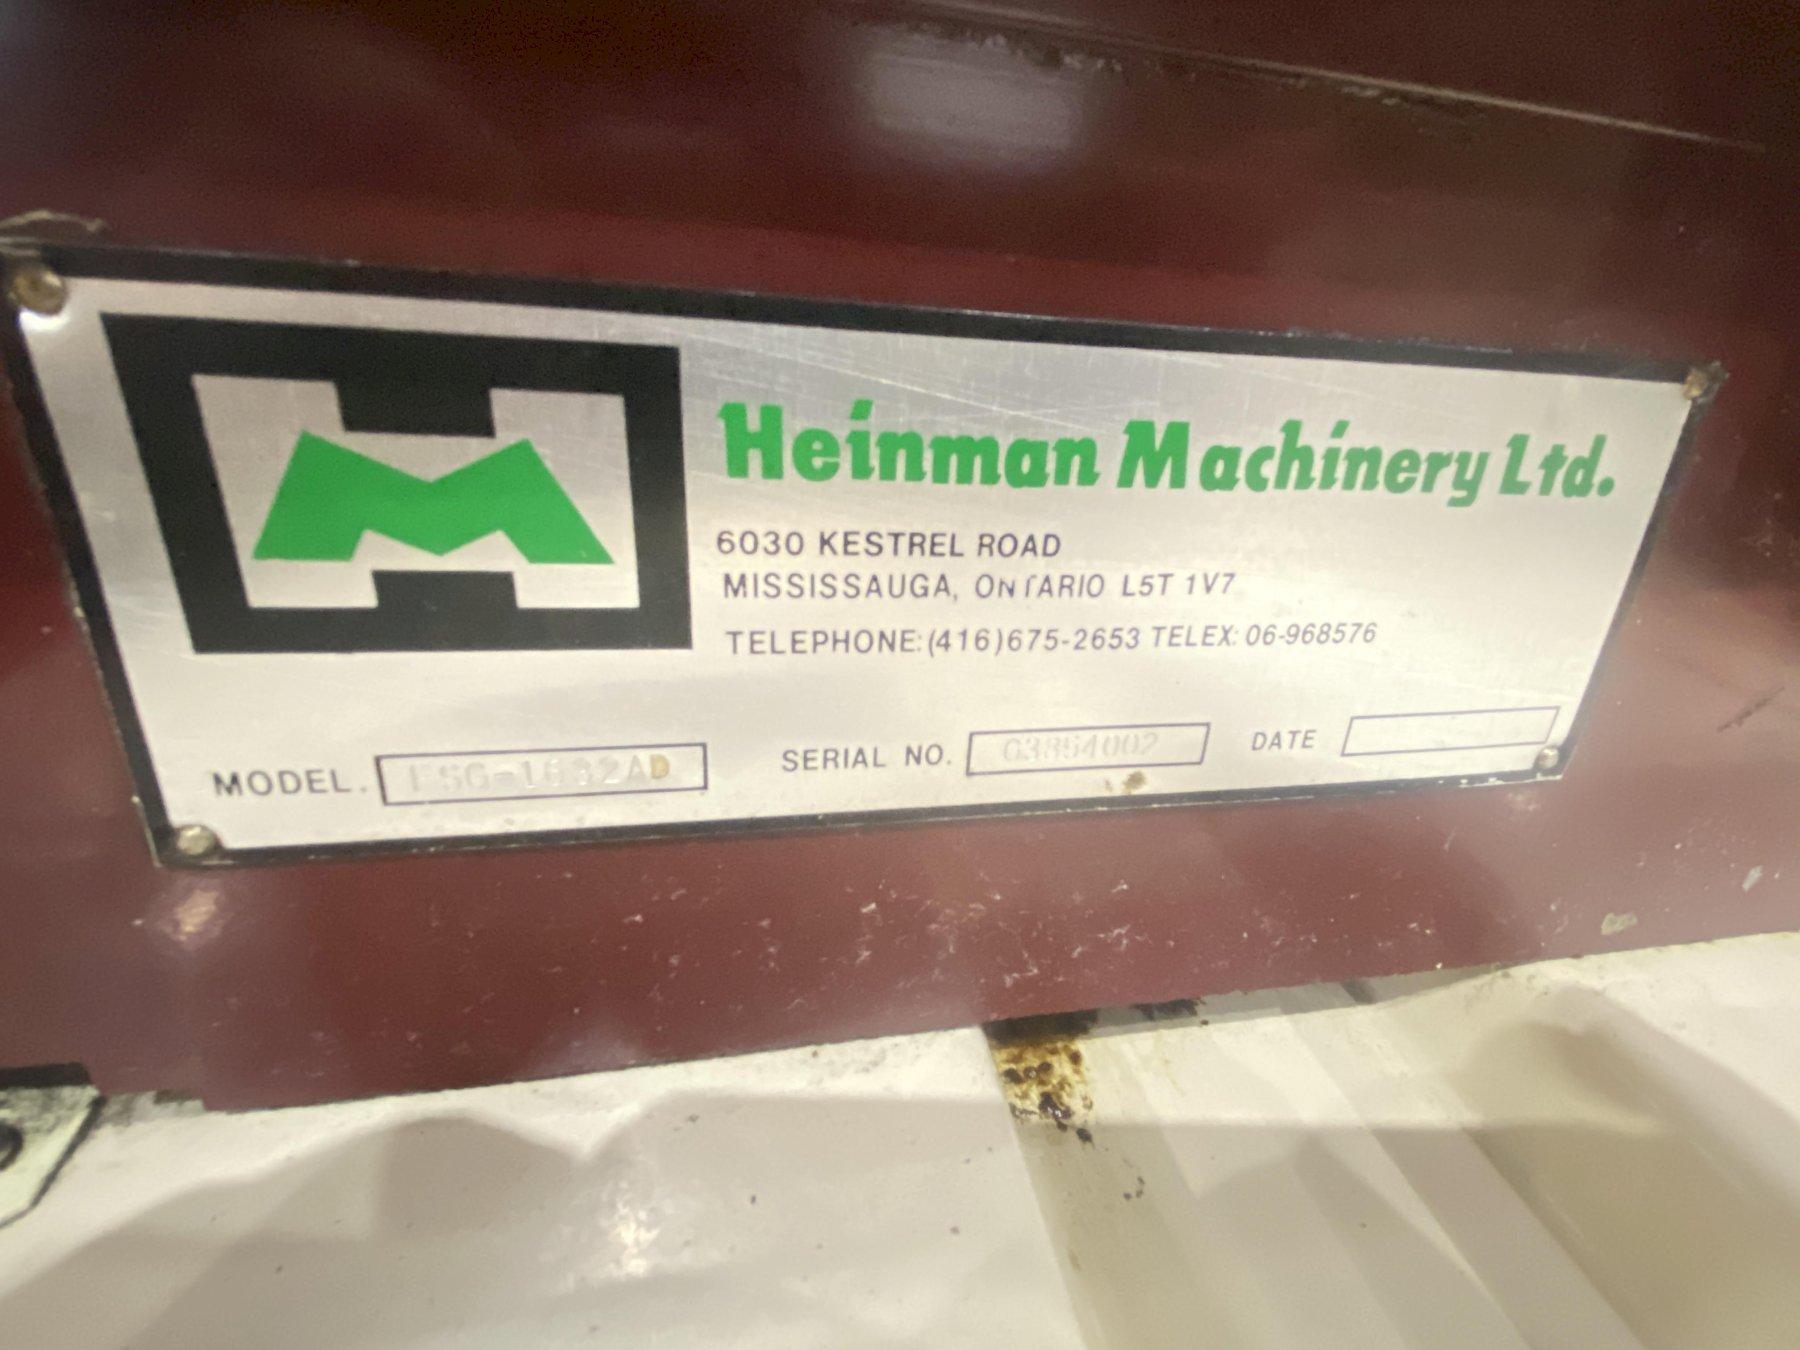 Heinman Machinery Ltd.
6030 KESTREL ROAD
MISSISSAUGA, ONTARIO L5T 1V7
TELEPHONE: (416) 675-2653 TELEX: 06-968576
MODEL. SERIAL NO. DATE